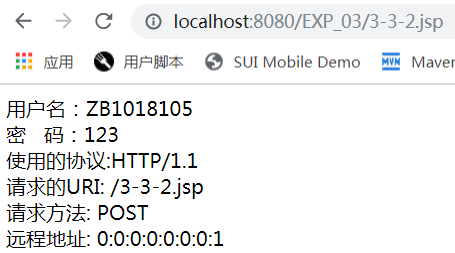 localhost:8080/EXP_03/3-3-2.jsp
应用 用户脚本 SUI Mobile Demo MVN Maven
用户名：ZB1018105
密 码：123
使用的协议:HTTP/1.1
请求的URI: /3-3-2.jsp
请求方法: POST
远程地址: 0:0:0:0:0:0:0:1